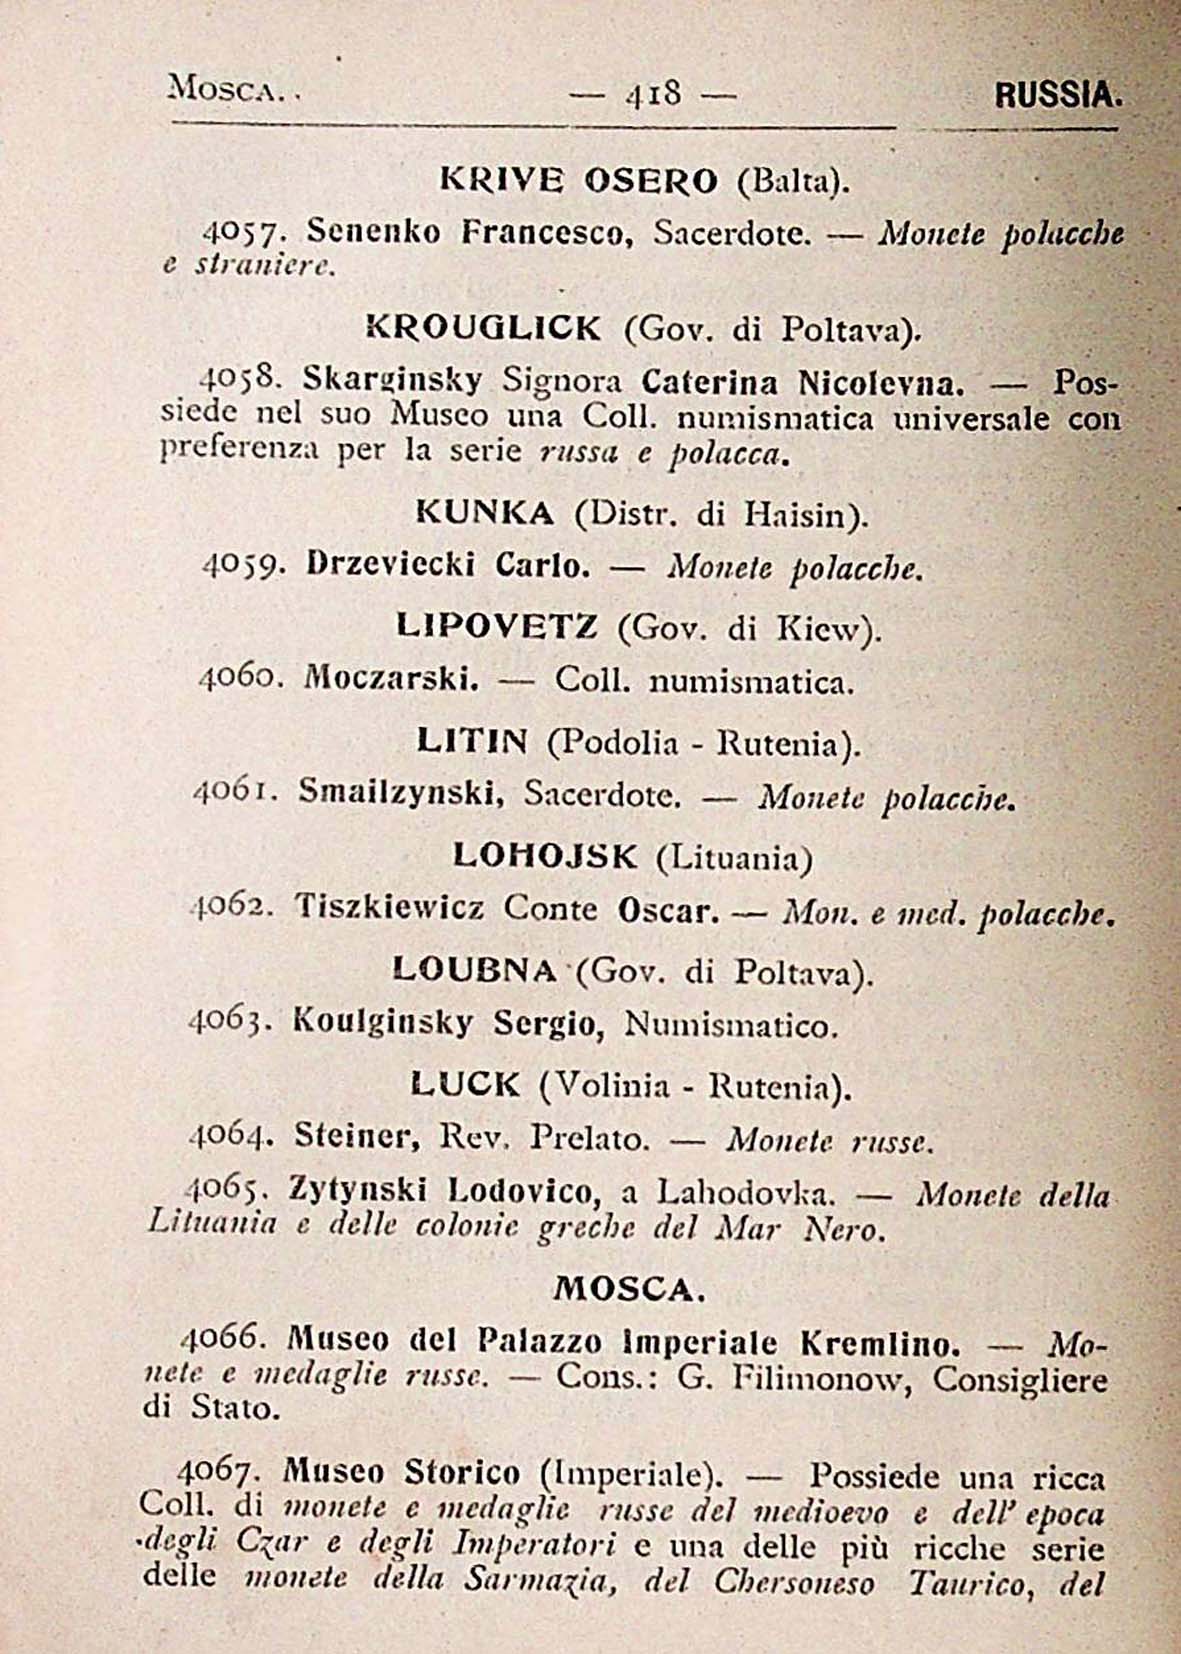 Mosca. — 418 — RUSSIA.
KRIVE OSERO (Balta).
4057. Senenko Francesco, Sacerdote. — Monete polacche
e straniere.
KROUGLICK (Gov. di Poltava).
4058. Skarginsky Signora Caterina Nicolevna. — Pos-
siede nel suo Museo una Coll. numismatica universale con
preferenza per la serie russa e polacca.
KUNKA (Distr. di Haisin).
4059. Drzeviecki Carlo. — Monete polacche.
LIPOVETZ (Gov. di Kiew).
4060. Moczarski. — Coll. numismatica.
LITIN (Podolia - Rutenia).
4061. Smailzynski, Sacerdote. — Monete polacche.
LOHOJSK (Lituania)
4062. Tiszkiewicz Conte Oscar. — Mon. e med. polacche.
LOUBNA (Gov. di Poltava).
4063. Koulginsky Sergio, Numismatico.
LUCK (Volinia - Rutenia).
4064. Steiner, Rev. Prelato. — Monete russe.
4065. Zytynski Lodovico, a Lahodovka. — Monete della
Lituania e delle colonie greche del Mar Nero.
MOSCA.
4066. Museo del Palazzo Imperiale Kremlino. — Mo-
nete e medaglie russe. — Cons.: G. Filimonow, Consigliere
di Stato.
4067. Museo Storico (Imperiale). — Possiede una ricca
Coll. di monete e medaglie russe del medioevo e dell' epoca
degli Czar e degli Imperatori e una delle più ricche serie
delle monete della Sarmazia, del Chersoneso Taurico, del